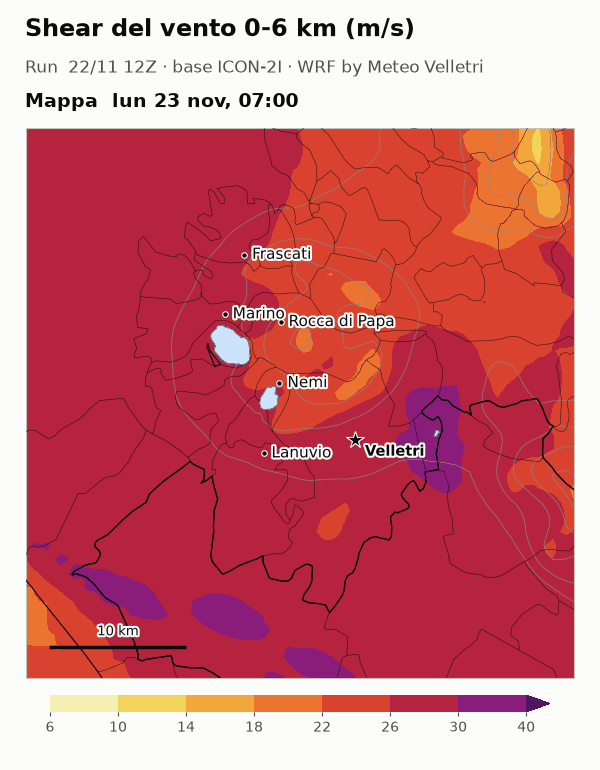 Shear del vento 0-6 km (m/s)
Run  22/11 12Z · base ICON-2I · WRF by Meteo Velletri
Mappa  lun 23 nov, 07:00
Frascati
Marino
Rocca di Papa
Nemi
Velletri
Lanuvio
10 km
6 10 14 18 22 26 30 40